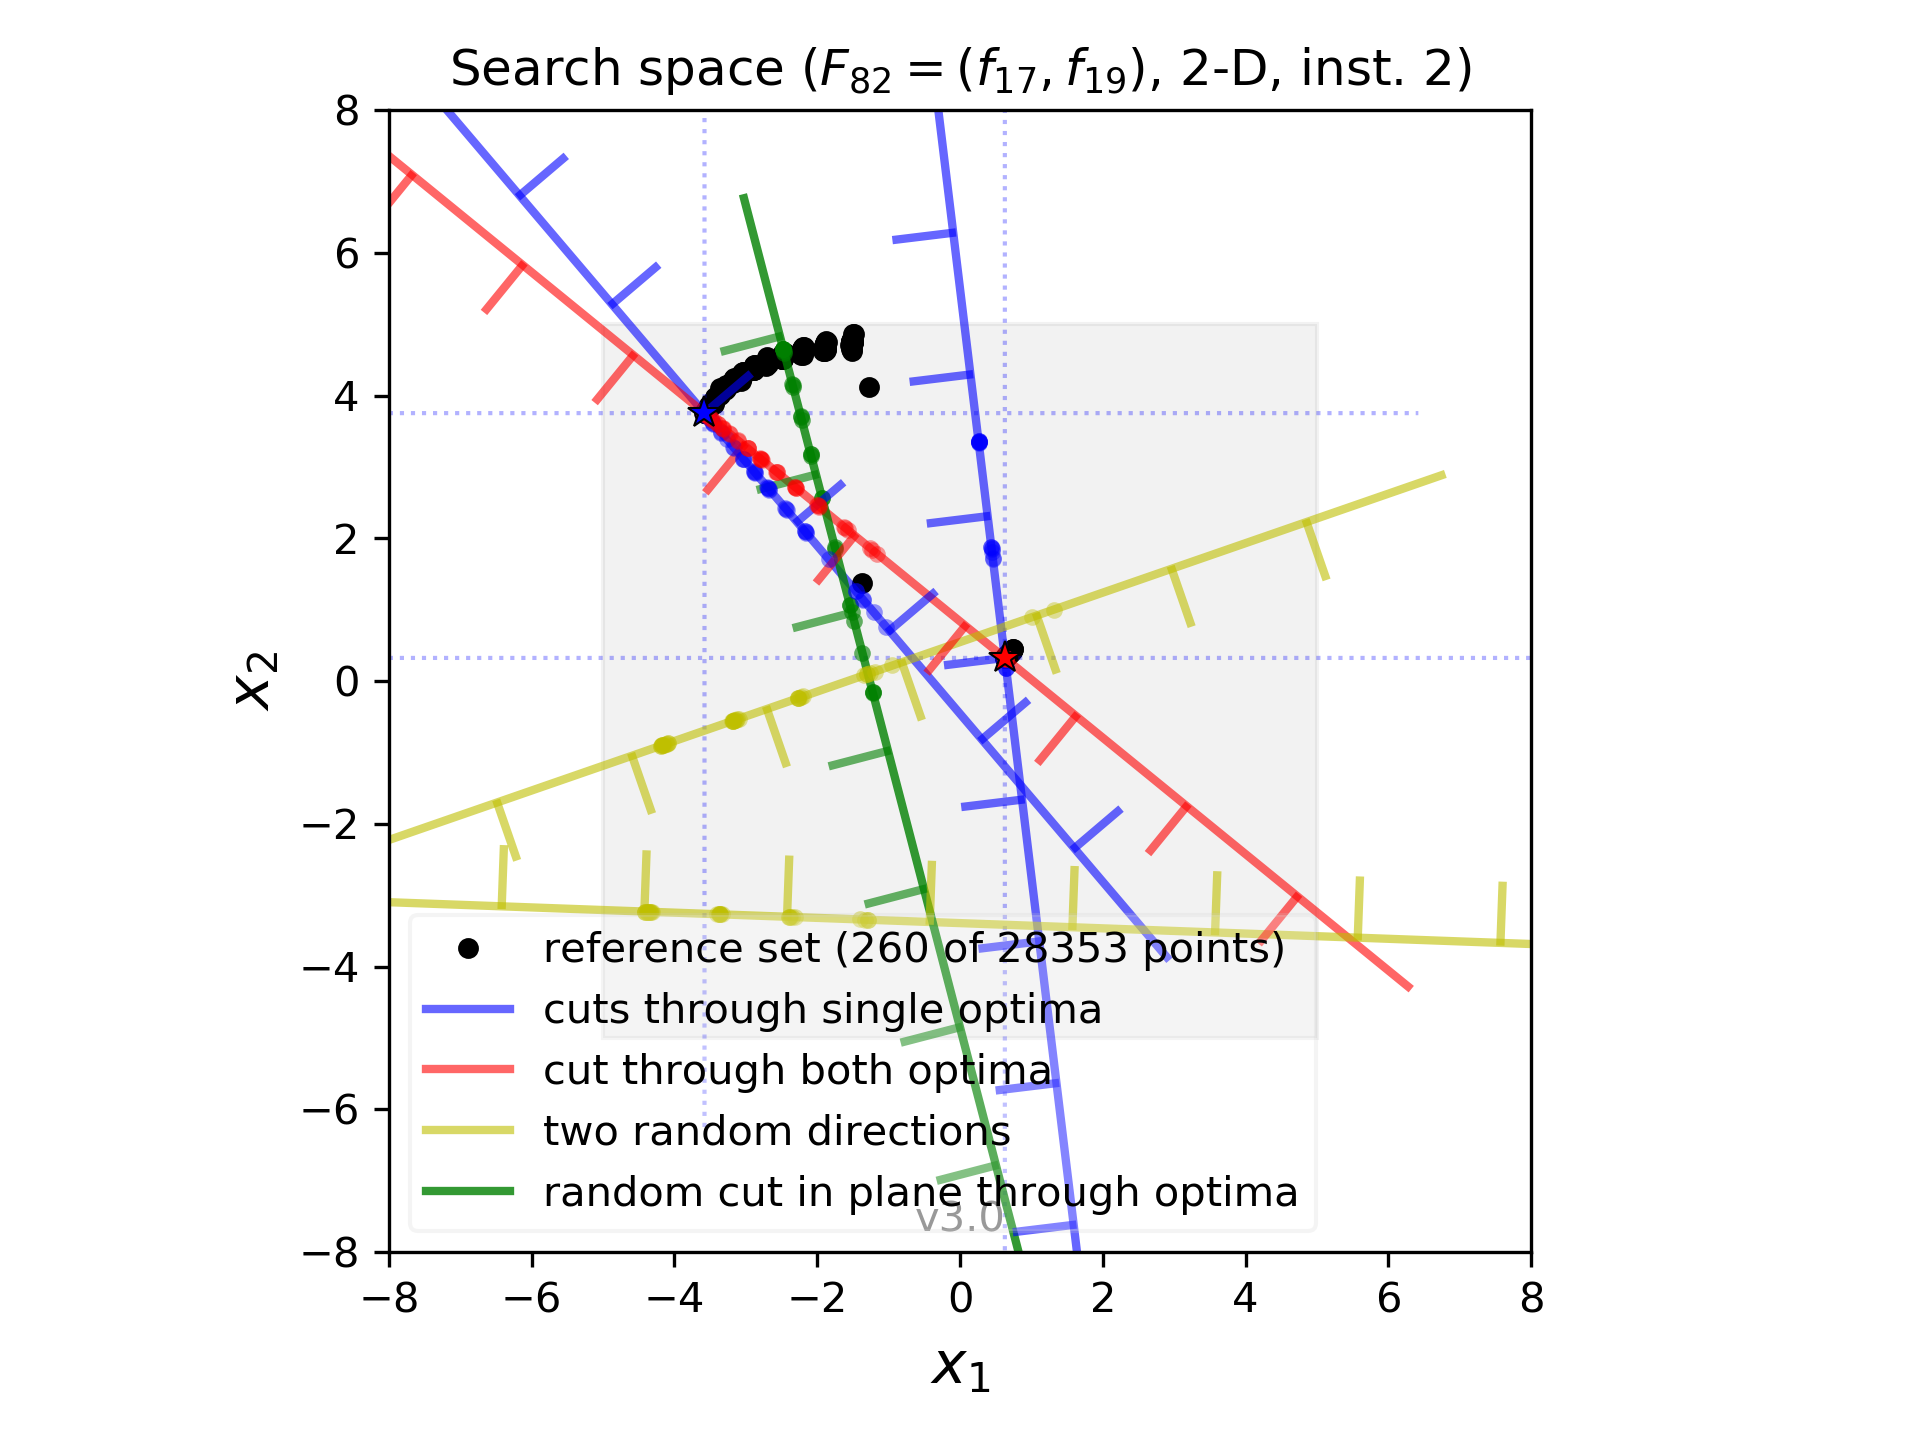 Search space (F82 = (f17, f19), 2-D, inst. 2)
8
6
4
2
0
−2
−4
−6
−8
x2
reference set (260 of 28353 points)
cuts through single optima
cut through both optima
two random directions
random cut in plane through optima
v3.0
−8 −6 −4 −2 0 2 4 6 8
x1